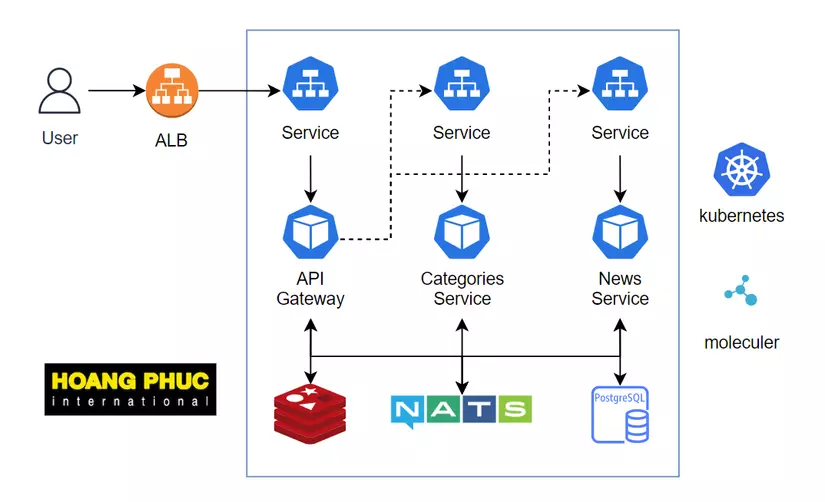 User
ALB
Service
Service
Service
API
Gateway
Categories
Service
News
Service
kubernetes
moleculer
HOANG PHUC
international
NATS
PostgreSQL